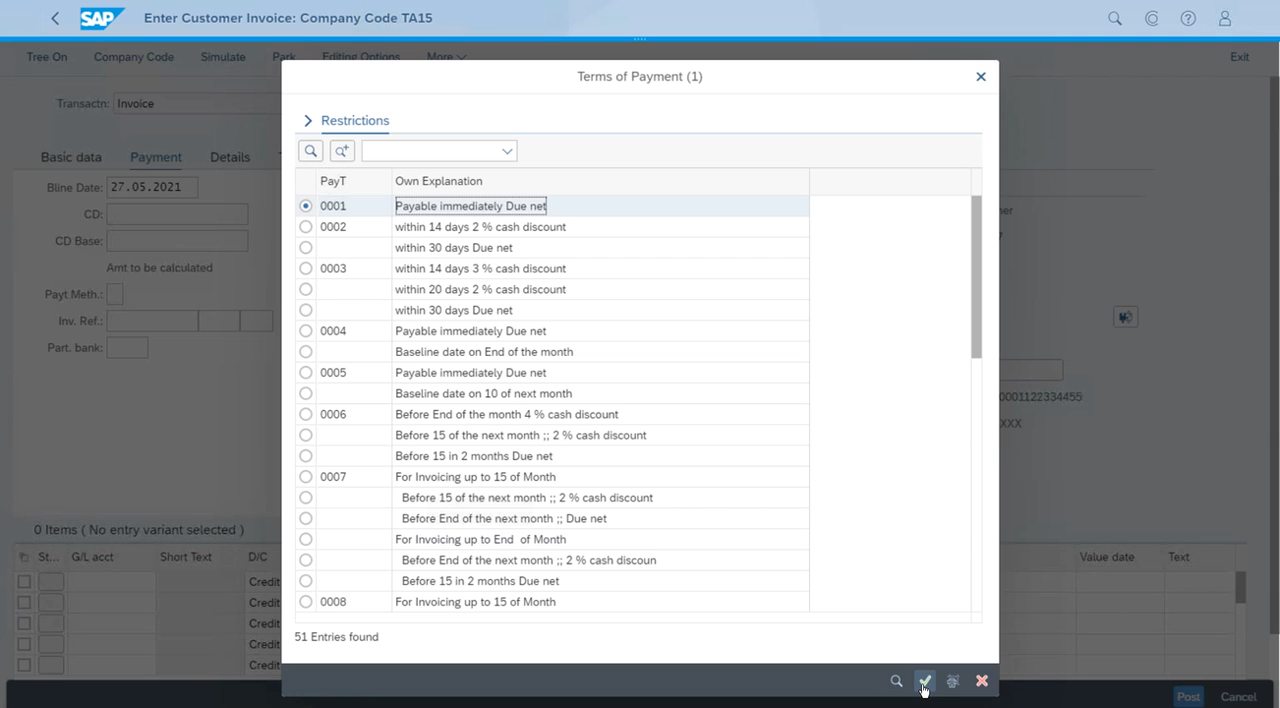 SAP Enter Customer Invoice: Company Code TA15
Tree On Company Code Simulate Park Editing Options More Exit
Terms of Payment (1)
Transactn: Invoice
Restrictions
Basic data Payment Details
Bline Date: 27.05.2021
CD:
CD Base:
Amt to be calculated
Payt Meth.:
Inv. Ref.:
Part. bank:
PayT Own Explanation
0001 Payable immediately Due net
0002 within 14 days 2 % cash discount
within 30 days Due net
0003 within 14 days 3 % cash discount
within 20 days 2 % cash discount
within 30 days Due net
0004 Payable immediately Due net
Baseline date on End of the month
0005 Payable immediately Due net
Baseline date on 10 of next month
0006 Before End of the month 4 % cash discount
Before 15 of the next month ;; 2 % cash discount
Before 15 in 2 months Due net
0007 For Invoicing up to 15 of Month
Before 15 of the next month ;; 2 % cash discount
Before End of the next month ;; Due net
For Invoicing up to End  of Month
Before End of the next month ;; 2 % cash discoun
Before 15 in 2 months Due net
0008 For Invoicing up to 15 of Month
51 Entries found
0001122334455
XXX
0 Items ( No entry variant selected )
St... G/L acct Short Text D/C Value date Text
Credit
Credit
Credit
Credit
Credit
Post Cancel